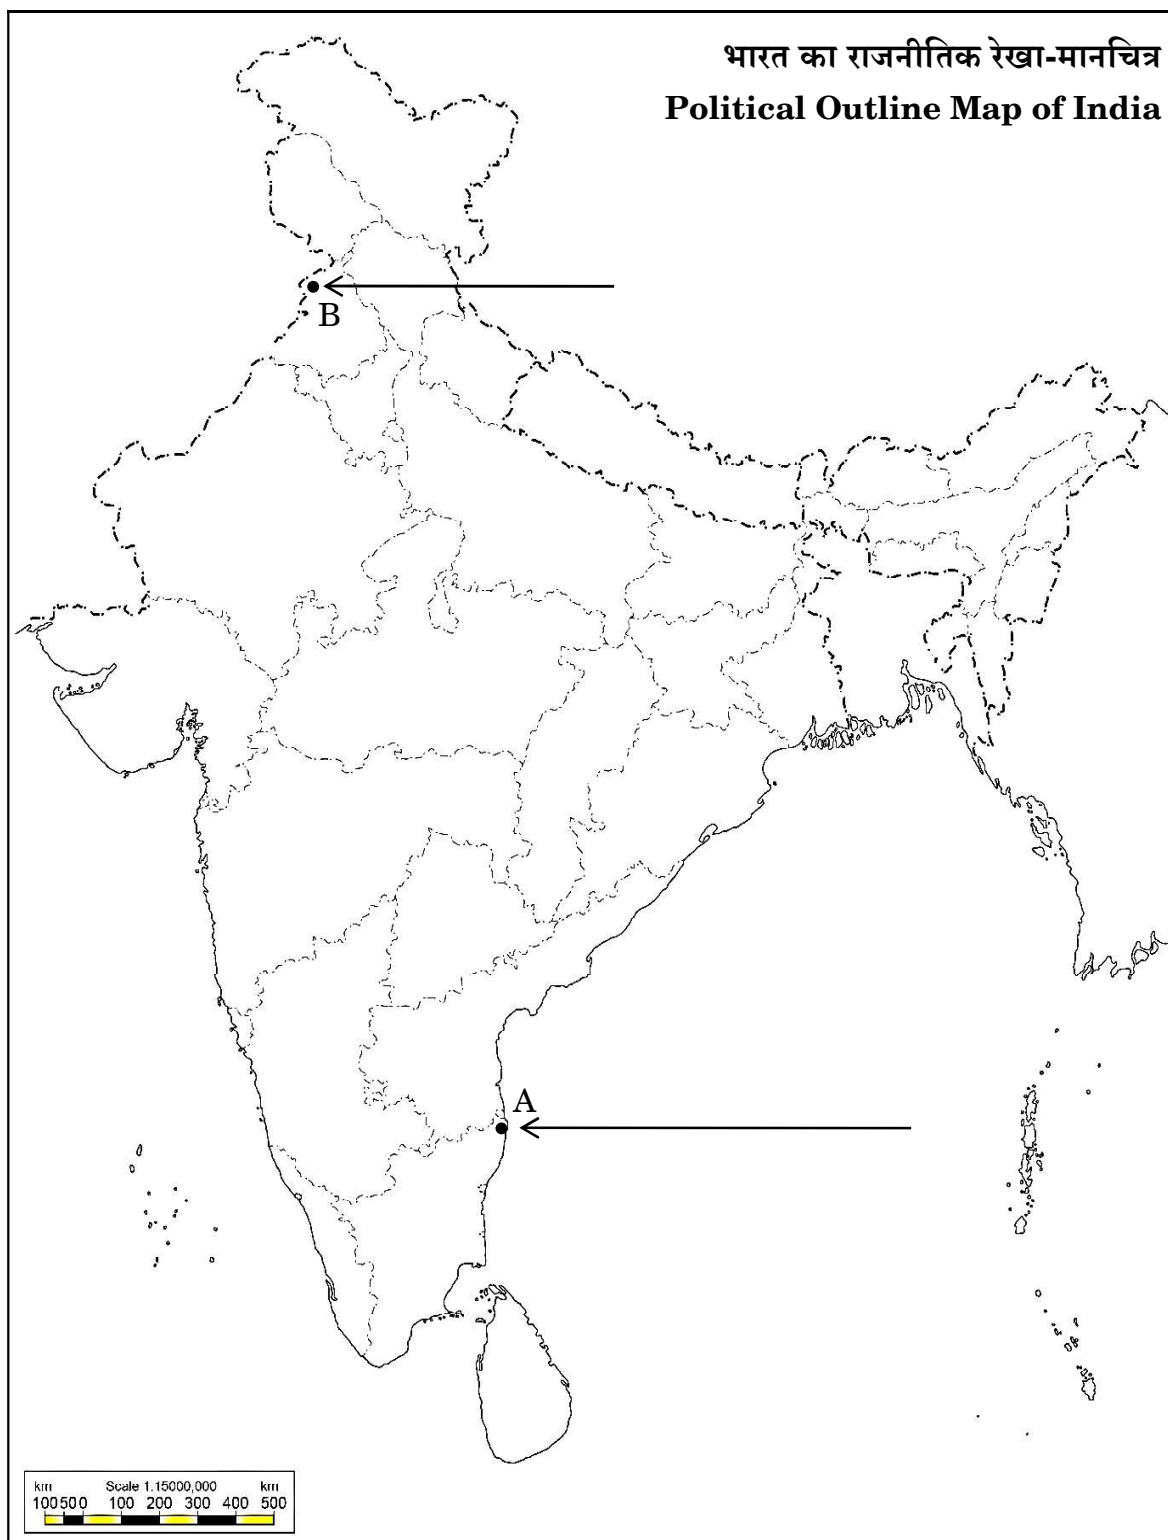 भारत का राजनीतिक रेखा-मानचित्र
Political Outline Map of India
B
A
km Scale 1:15000,000 km
100 50 0 100 200 300 400 500